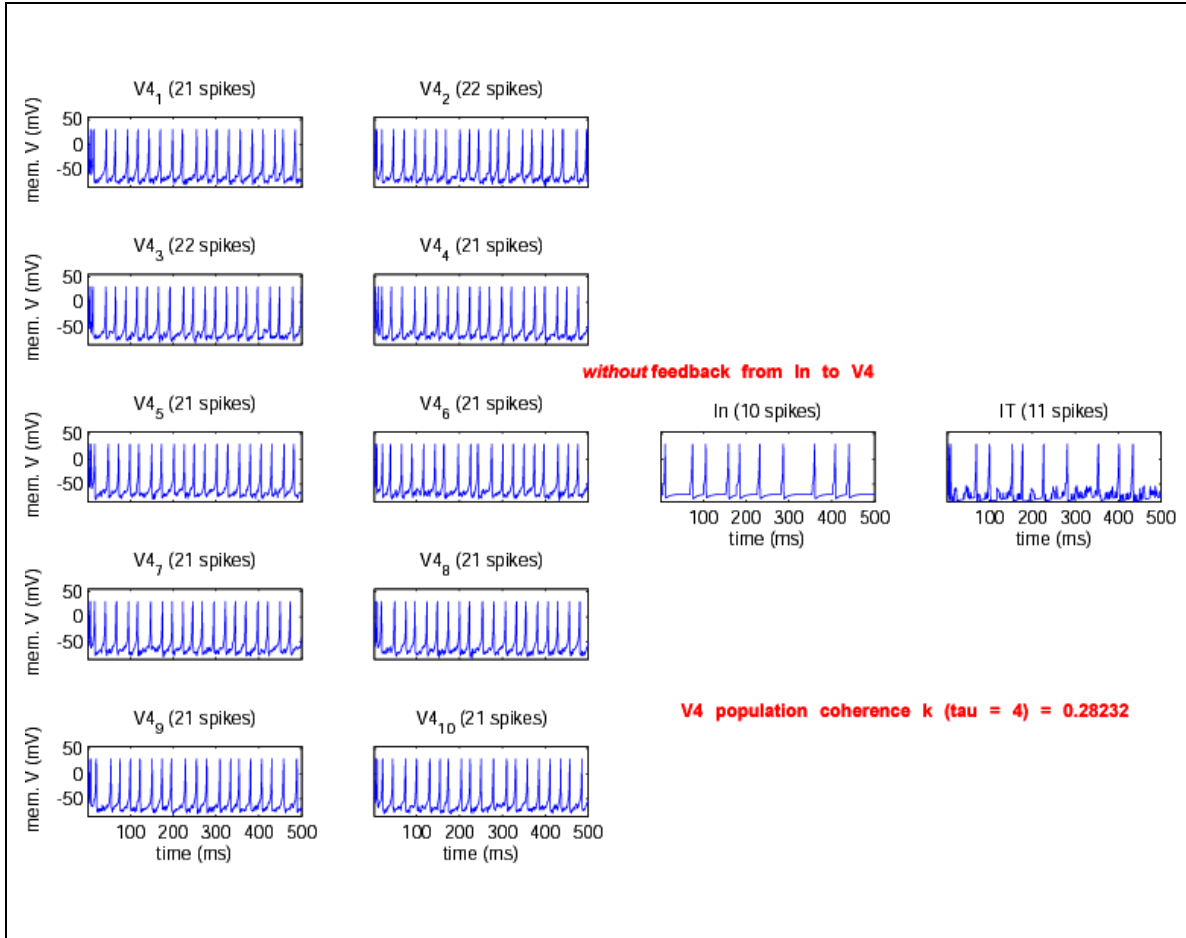 V4₁ (21 spikes)
V4₂ (22 spikes)
mem. V (mV)
50
0
-50
V4₃ (22 spikes)
V4₄ (21 spikes)
mem. V (mV)
50
0
-50
without feedback from In to V4
V4₅ (21 spikes)
V4₆ (21 spikes)
In (10 spikes)
IT (11 spikes)
mem. V (mV)
50
0
-50
100 200 300 400 500
time (ms)
100 200 300 400 500
time (ms)
V4₇ (21 spikes)
V4₈ (21 spikes)
mem. V (mV)
50
0
-50
V4₉ (21 spikes)
V4₁₀ (21 spikes)
V4 population coherence k (tau = 4) = 0.28232
mem. V (mV)
50
0
-50
100 200 300 400 500
time (ms)
100 200 300 400 500
time (ms)